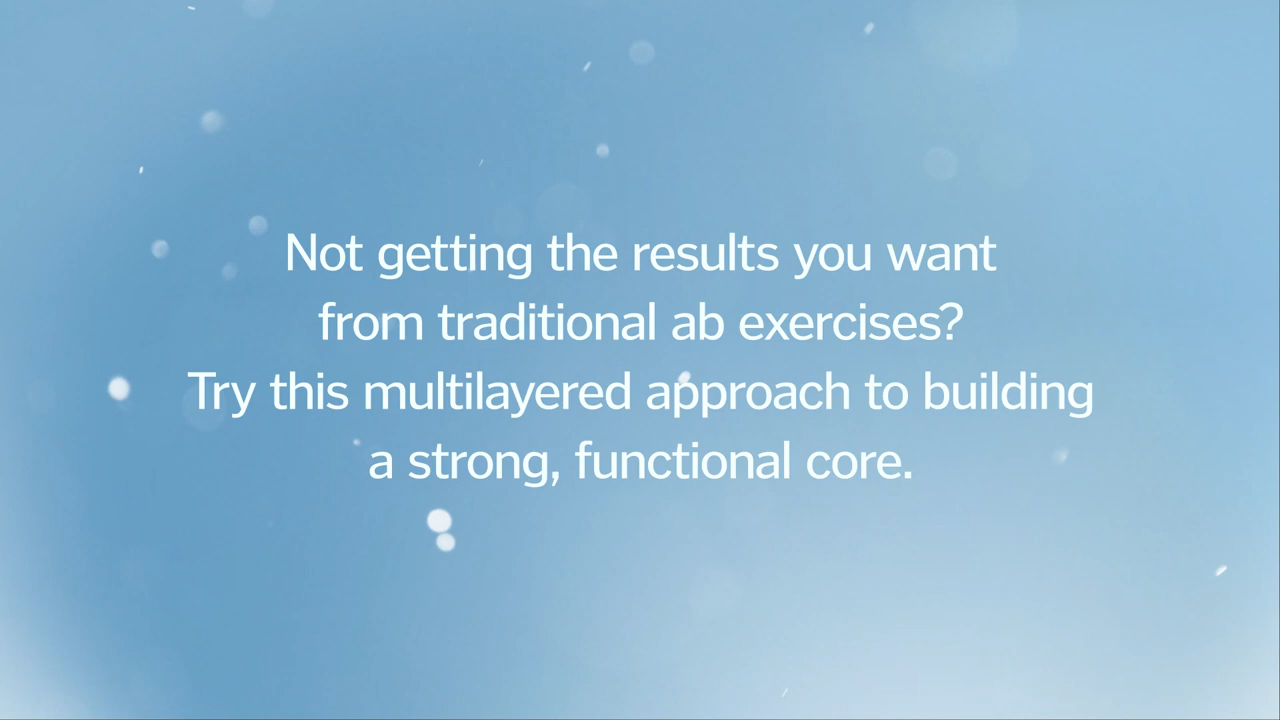 Not getting the results you want
from traditional ab exercises?
Try this multilayered approach to building
a strong, functional core.